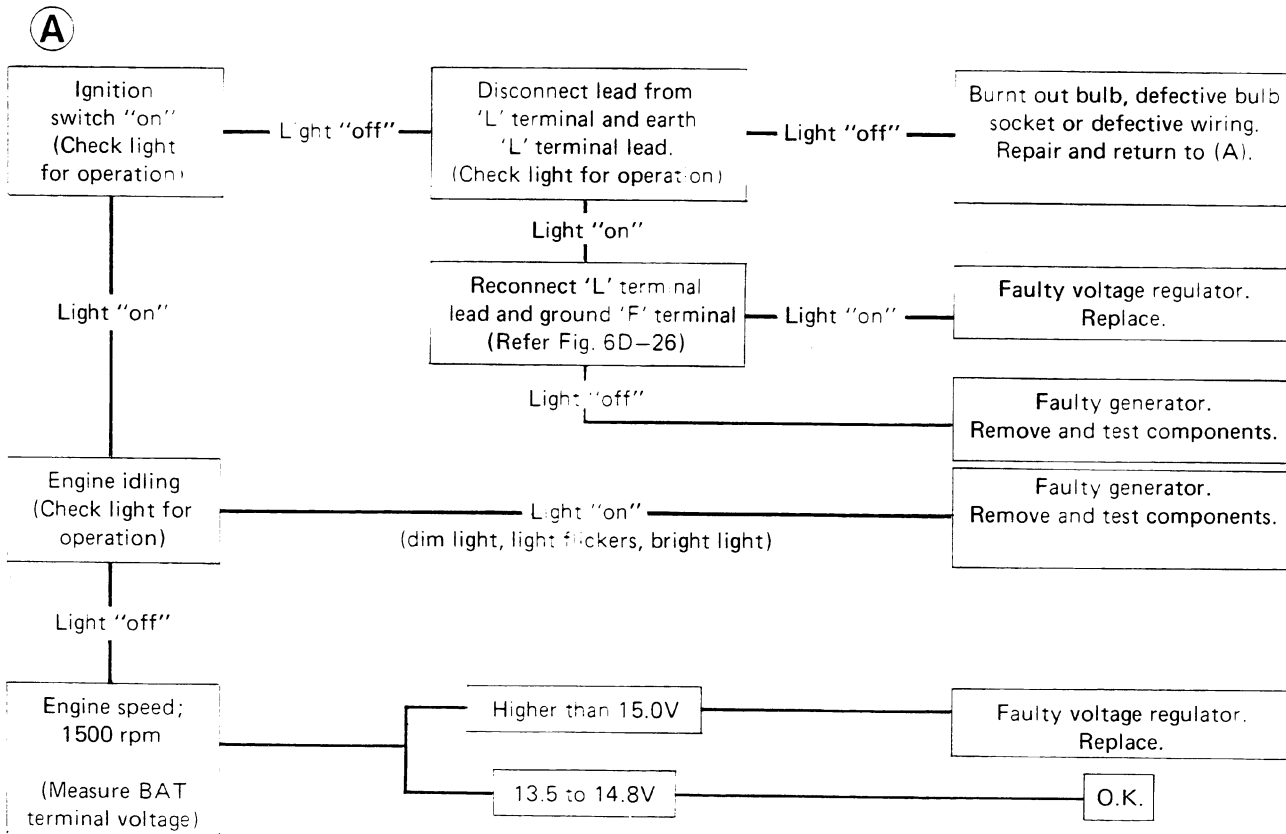 A
Ignition
switch "on"
(Check light
for operation)
Light "off"
Disconnect lead from
'L' terminal and earth
'L' terminal lead.
(Check light for operation)
Light "off"
Burnt out bulb, defective bulb
socket or defective wiring.
Repair and return to (A).
Light "on"
Reconnect 'L' terminal
lead and ground 'F' terminal
(Refer Fig. 6D–26)
Light "on"
Faulty voltage regulator.
Replace.
Light "off"
Faulty generator.
Remove and test components.
Light "on"
Engine idling
(Check light for
operation)
Light "on"
(dim light, light flickers, bright light)
Faulty generator.
Remove and test components.
Light "off"
Engine speed;
1500 rpm
(Measure BAT
terminal voltage)
Higher than 15.0V
Faulty voltage regulator.
Replace.
13.5 to 14.8V
O.K.